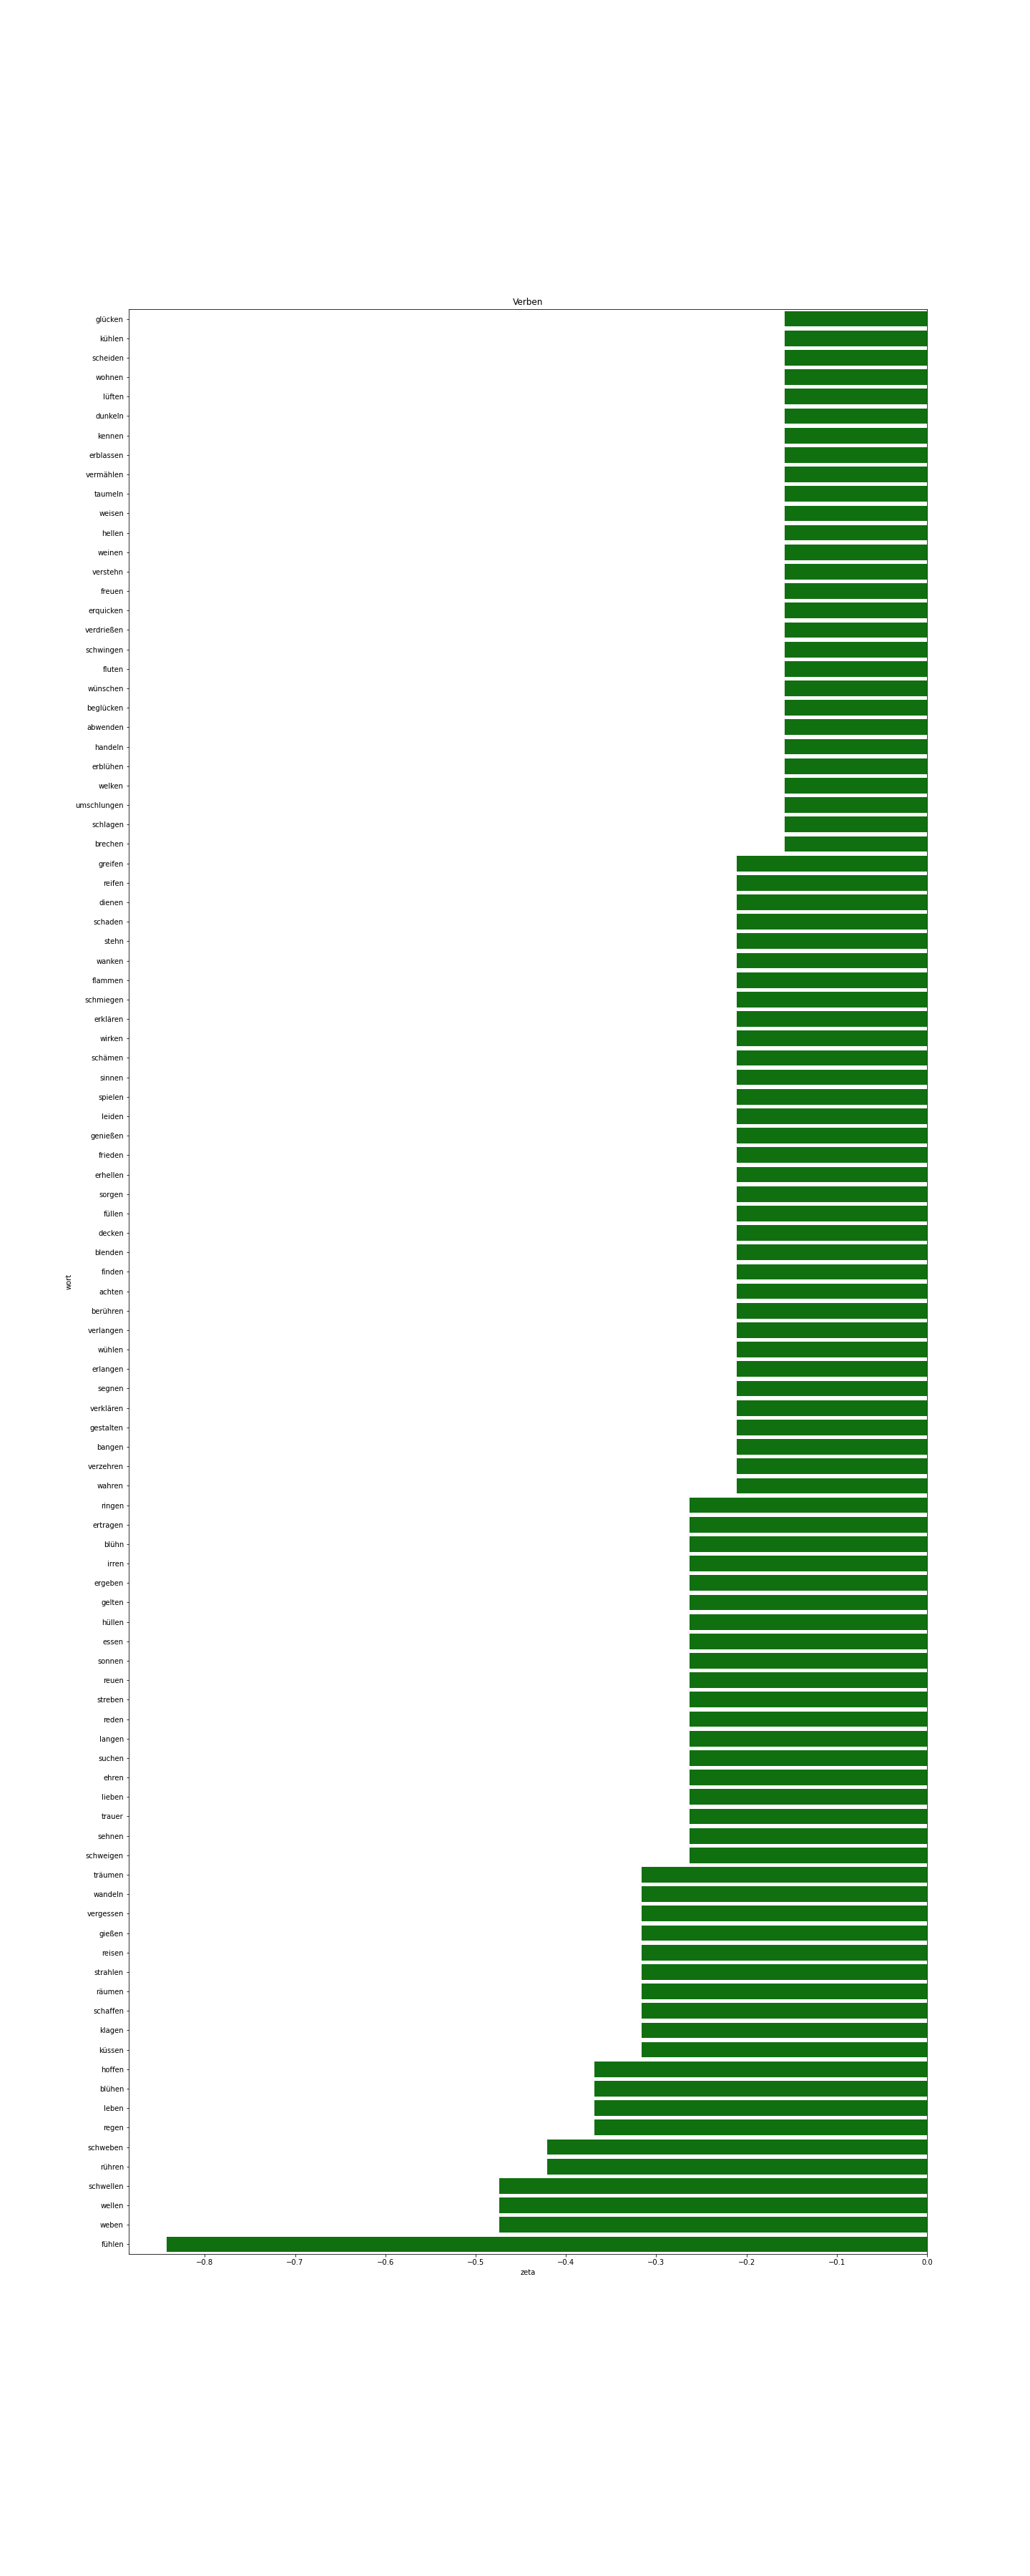 Verben
glücken
kühlen
scheiden
wohnen
lüften
dunkeln
kennen
erblassen
vermählen
taumeln
weisen
hellen
weinen
verstehn
freuen
erquicken
verdrießen
schwingen
fluten
wünschen
beglücken
abwenden
handeln
erblühen
welken
umschlungen
schlagen
brechen
greifen
reifen
dienen
schaden
stehn
wanken
flammen
schmiegen
erklären
wirken
schämen
sinnen
spielen
leiden
genießen
frieden
erhellen
sorgen
füllen
decken
blenden
finden
wort
achten
berühren
verlangen
wühlen
erlangen
segnen
verklären
gestalten
bangen
verzehren
wahren
ringen
ertragen
blühn
irren
ergeben
gelten
hüllen
essen
sonnen
reuen
streben
reden
langen
suchen
ehren
lieben
trauer
sehnen
schweigen
träumen
wandeln
vergessen
gießen
reisen
strahlen
räumen
schaffen
klagen
küssen
hoffen
blühen
leben
regen
schweben
rühren
schwellen
wellen
weben
fühlen
−0.8 −0.7 −0.6 −0.5 −0.4 −0.3 −0.2 −0.1 0.0
zeta